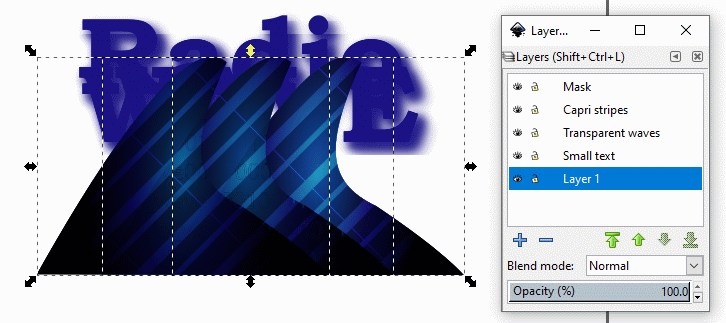 Radio
Layer...
Layers (Shift+Ctrl+L)
Mask
Capri stripes
Transparent waves
Small text
Layer 1
Blend mode: Normal
Opacity (%) 100.0